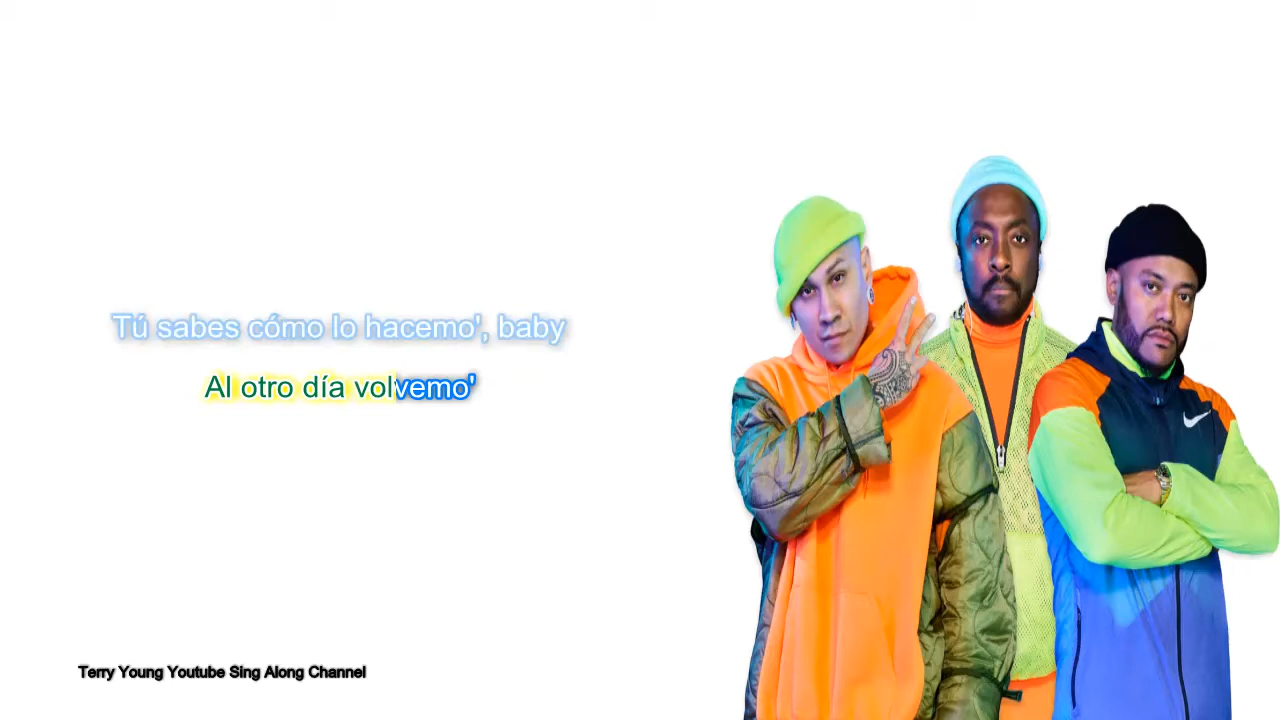 Tú sabes cómo lo hacemo', baby
Al otro día volvemo'
Terry Young Youtube Sing Along Channel